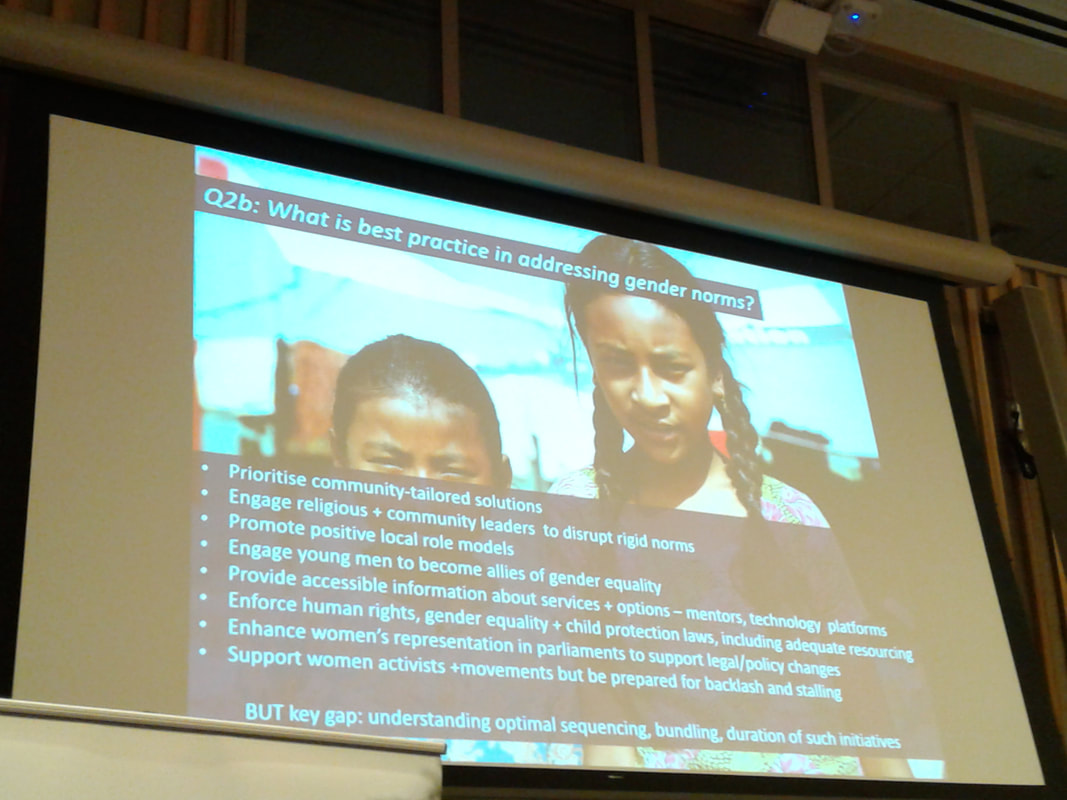 Q2b: What is best practice in addressing gender norms?
• Prioritise community-tailored solutions
• Engage religious + community leaders to disrupt rigid norms
• Promote positive local role models
• Engage young men to become allies of gender equality
• Provide accessible information about services + options – mentors, technology platforms
• Enforce human rights, gender equality + child protection laws, including adequate resourcing
• Enhance women's representation in parliaments to support legal/policy changes
• Support women activists +movements but be prepared for backlash and stalling
BUT key gap: understanding optimal sequencing, bundling, duration of such initiatives